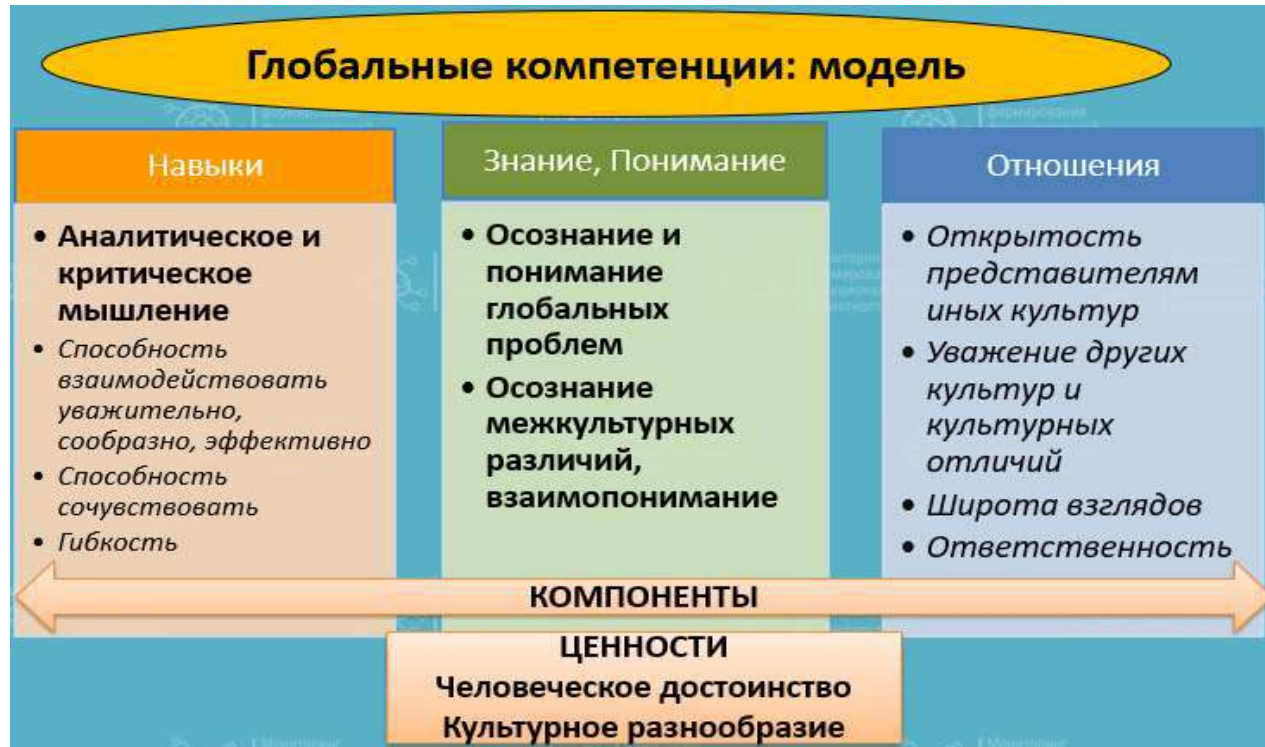 Глобальные компетенции: модель
Навыки
• Аналитическое и
критическое
мышление
• Способность
взаимодействовать
уважительно,
сообразно, эффективно
• Способность
сочувствовать
• Гибкость
Знание, Понимание
• Осознание и
понимание
глобальных
проблем
• Осознание
межкультурных
различий,
взаимопонимание
Отношения
• Открытость
представителям
иных культур
• Уважение других
культур и
культурных
отличий
• Широта взглядов
• Ответственность
КОМПОНЕНТЫ
ЦЕННОСТИ
Человеческое достоинство
Культурное разнообразие